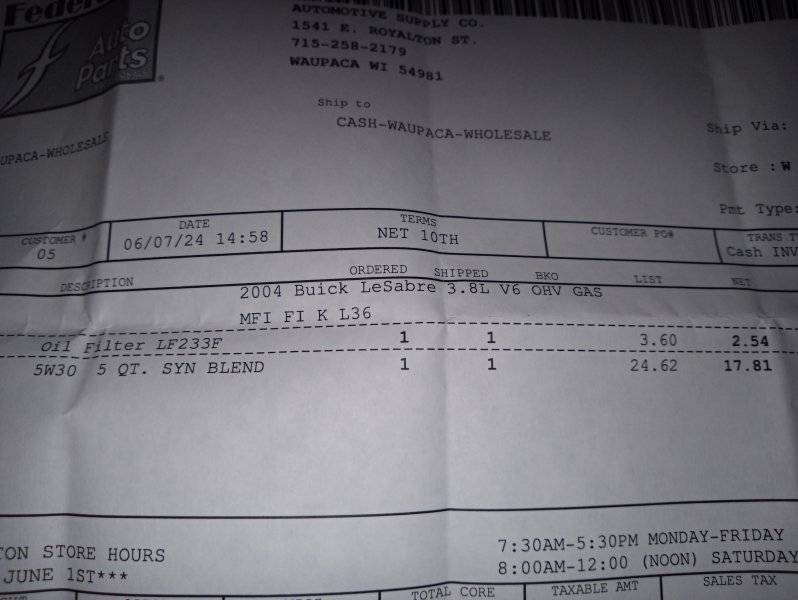 Auto
Parts
AUTOMOTIVE SUPPLY CO.
1541 E. ROYALTON ST.
715-258-2179
WAUPACA WI 54981
Ship to
CASH-WAUPACA-WHOLESALE
UPACA-WHOLESALE
Ship Via:
Store : W
Pmt Type:
CUSTOMER # DATE TERMS CUSTOMER PO# TRANS
05 06/07/24 14:58 NET 10TH Cash INV
DESCRIPTION ORDERED SHIPPED BKO LIST NET
2004 Buick LeSabre 3.8L V6 OHV GAS
MFI FI K L36
Oil Filter LF233F 1 1 3.60 2.54
5W30 5 QT. SYN BLEND 1 1 24.62 17.81
TON STORE HOURS 7:30AM-5:30PM MONDAY-FRIDAY
JUNE 1ST*** 8:00AM-12:00 (NOON) SATURDAY
TOTAL CORE TAXABLE AMT SALES TAX